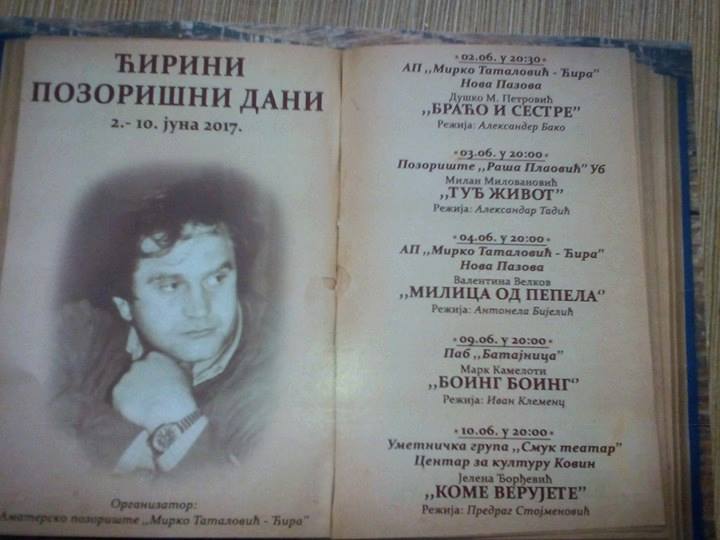 ЋИРИНИ
ПОЗОРИШНИ ДАНИ
2.- 10. јуна 2017.
Организатор:
Аматерско позориште ,,Мирко Таталовић - Ћира"
•02.06. у 20:30•
АП ,,Мирко Таталовић - Ћира"
Нова Пазова
Душко М. Петровић
,,БРАЋО И СЕСТРЕ"
Режија: Александер Бако
•03.06. у 20:00•
Позориште ,,Раша Плаовић" Уб
Милан Миловановић
,,ТУЂ ЖИВОТ"
Режија: Александар Тадић
•04.06. у 20:00•
АП ,,Мирко Таталовић - Ћира"
Нова Пазова
Валентина Велков
,,МИЛИЦА ОД ПЕПЕЛА"
Режија: Антонела Бијелић
•09.06. у 20:00•
Паб ,,Батајница"
Марк Камелоти
,,БОИНГ БОИНГ"
Режија: Иван Клеменц
•10.06. у 20:00•
Уметничка група ,,Смук театар"
Центар за културу Ковин
Јелена Ђорђевић
,,КОМЕ ВЕРУЈЕТЕ"
Режија: Предраг Стојменовић